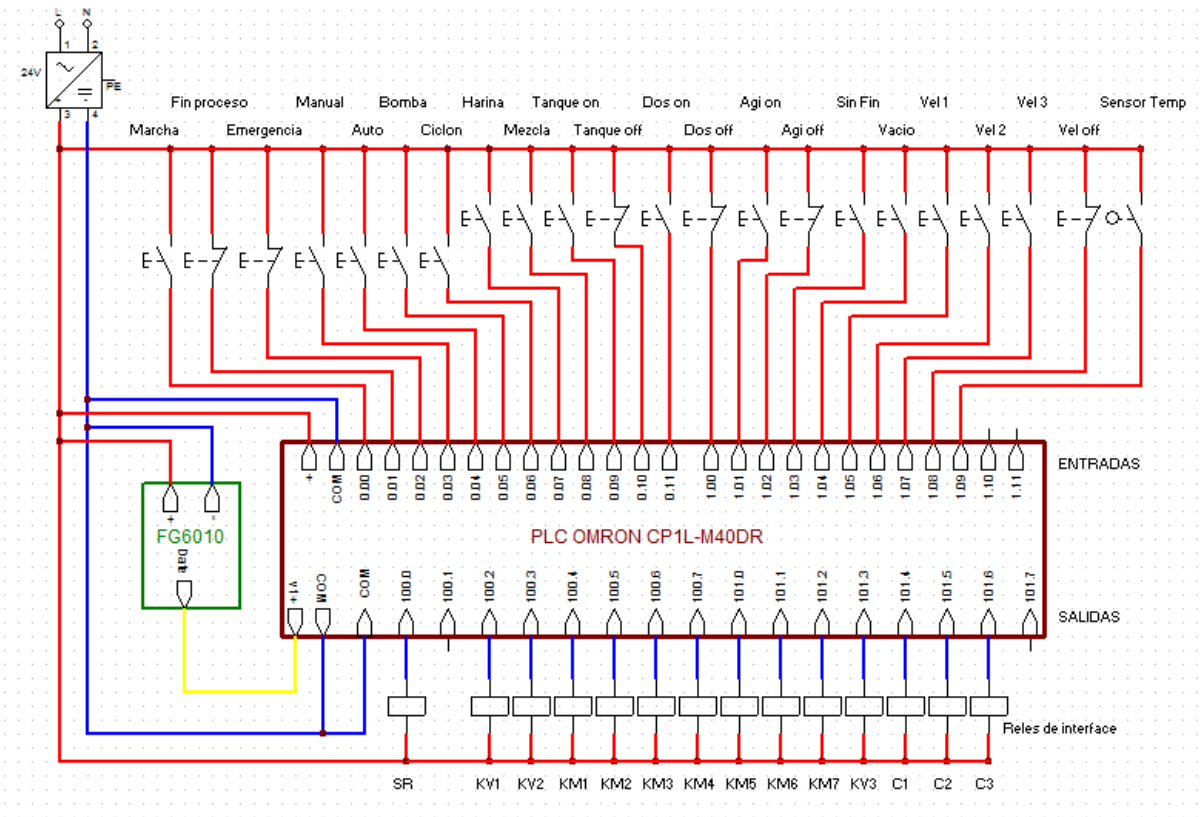 L N
1 2
24V
PE
3 4
Fin proceso Manual Bomba Harina Tanque on Dos on Agi on Sin Fin Vel 1 Vel 3 Sensor Temp
Marcha Emergencia Auto Ciclon Mezcla Tanque off Dos off Agi off Vacio Vel 2 Vel off
+ COM 0.00 0.01 0.02 0.03 0.04 0.05 0.06 0.07 0.08 0.09 0.10 0.11 1.00 1.01 1.02 1.03 1.04 1.05 1.06 1.07 1.08 1.09 1.10 1.11
ENTRADAS
+ -
FG6010
Dato
PLC OMRON CP1L-M40DR
V1+ COM COM 100.0 100.1 100.2 100.3 100.4 100.5 100.6 100.7 101.0 101.1 101.2 101.3 101.4 101.5 101.6 101.7
SALIDAS
Reles de interface
SR KV1 KV2 KM1 KM2 KM3 KM4 KM5 KM6 KM7 KV3 C1 C2 C3